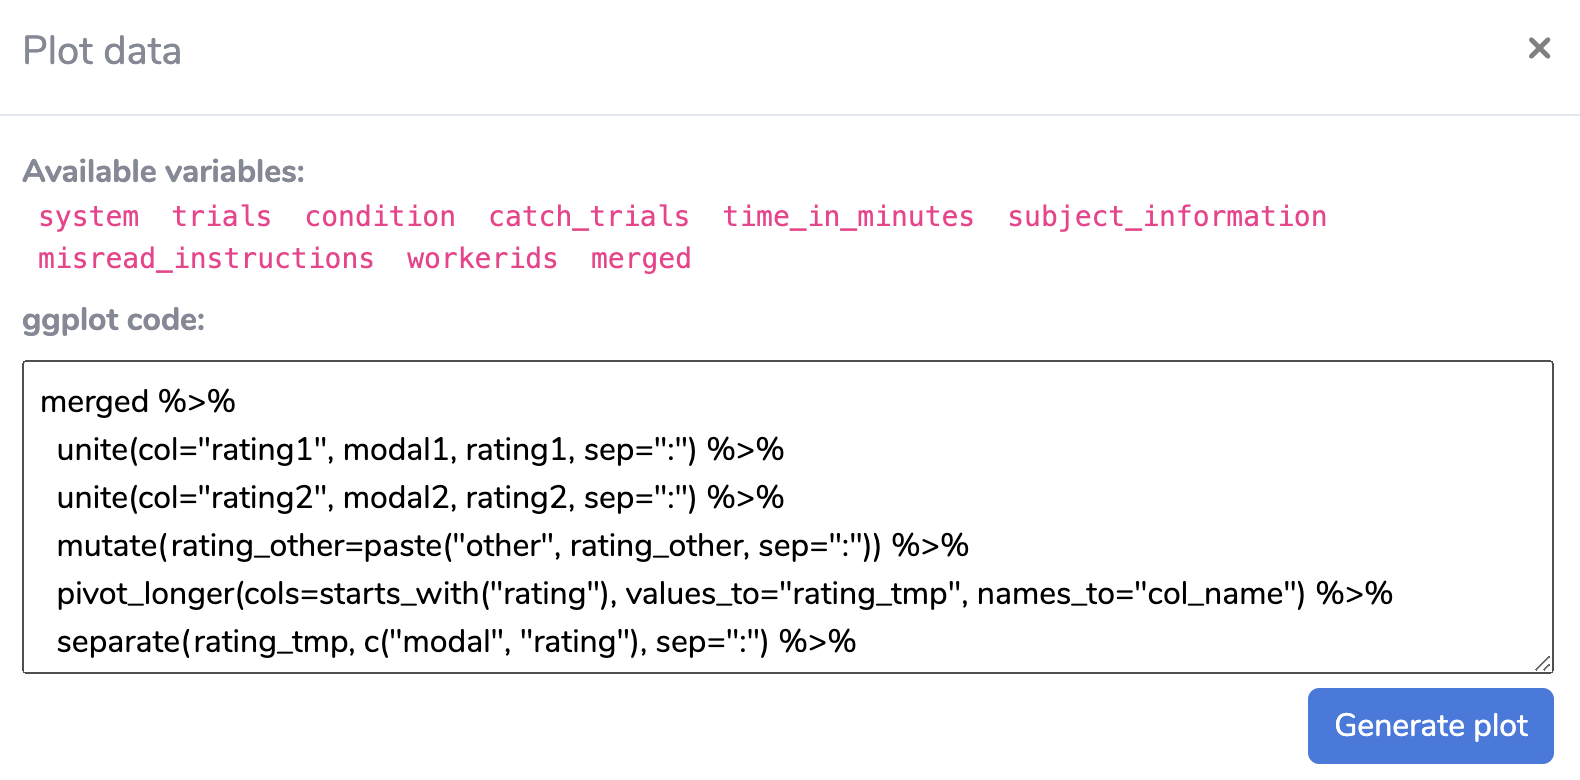 Plot data
Available variables:
system trials condition catch_trials time_in_minutes subject_information
misread_instructions workerids merged
ggplot code:
merged %>%
unite(col="rating1", modal1, rating1, sep=":") %>%
unite(col="rating2", modal2, rating2, sep=":") %>%
mutate(rating_other=paste("other", rating_other, sep=":")) %>%
pivot_longer(cols=starts_with("rating"), values_to="rating_tmp", names_to="col_name") %>%
separate(rating_tmp, c("modal", "rating"), sep=":") %>%
Generate plot